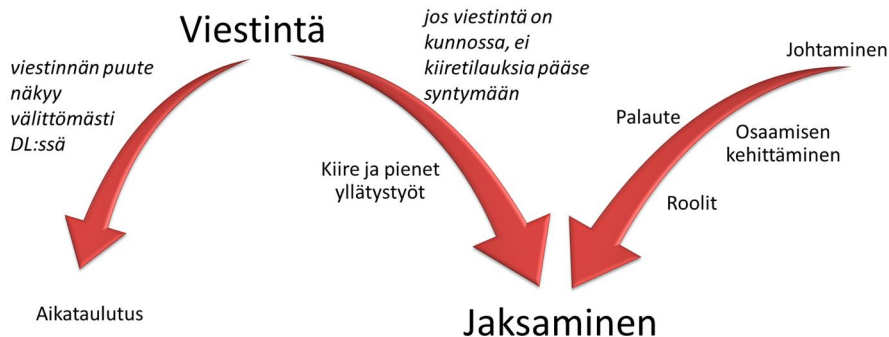 Viestintä
viestinnän puute
näkyy
välittömästi
DL:ssä
jos viestintä on
kunnossa, ei
kiiretilauksia pääse
syntymään
Johtaminen
Palaute
Osaamisen
kehittäminen
Kiire ja pienet
yllätystyöt
Roolit
Aikataulutus
Jaksaminen